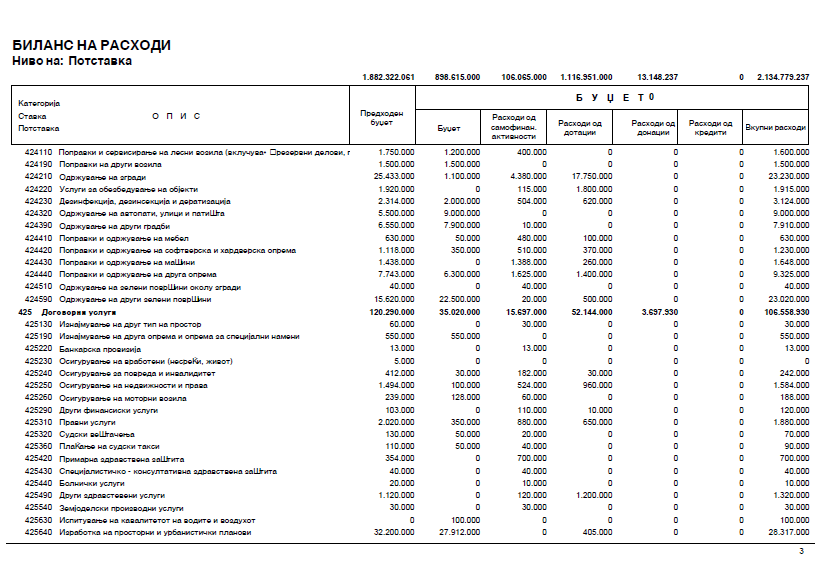 БИЛАНС НА РАСХОДИ
Ниво на: Потставка
1.882.322.061 898.615.000 106.065.000 1.116.951.000 13.148.237 0 2.134.779.237
Категорија
Ставка О П И С
Потставка
Предходен буџет
Б У Џ Е Т 0
Буџет
Расходи од самофинан. активности
Расходи од дотации
Расходи од донации
Расходи од кредити
Вкупни расходи
424110 Поправки и сервисирање на лесни возила (вклучува• резервни делови, г 1.750.000 1.200.000 400.000 0 0 0 1.600.000
424190 Поправки на други возила 1.500.000 1.500.000 0 0 0 0 1.500.000
424210 Одржување на згради 25.433.000 1.100.000 4.380.000 17.750.000 0 0 23.230.000
424220 Услуги за обезбедување на објекти 1.920.000 0 115.000 1.800.000 0 0 1.915.000
424230 Дезинфекција, дезинсекција и дератизација 2.314.000 2.000.000 504.000 620.000 0 0 3.124.000
424320 Одржување на автопати, улици и патиШта 5.500.000 9.000.000 0 0 0 0 9.000.000
424390 Одржување на други градби 6.550.000 7.900.000 10.000 0 0 0 7.910.000
424410 Поправки и одржување на мебел 630.000 50.000 480.000 100.000 0 0 630.000
424420 Поправки и одржување на софтверска и хардверска опрема 1.118.000 350.000 510.000 370.000 0 0 1.230.000
424430 Поправки и одржување на маШини 1.438.000 0 1.388.000 260.000 0 0 1.648.000
424440 Поправки и одржување на друга опрема 7.743.000 6.300.000 1.625.000 1.400.000 0 0 9.325.000
424510 Одржување на зелени поврШини околу згради 40.000 0 40.000 0 0 0 40.000
424590 Одржување на други зелени поврШини 15.620.000 22.500.000 20.000 500.000 0 0 23.020.000
425 Договорни услуги 120.290.000 35.020.000 15.697.000 52.144.000 3.697.930 0 106.558.930
425130 Изнајмување на друг тип на простор 60.000 0 30.000 0 0 0 30.000
425190 Изнајмување на друга опрема и опрема за специјални намени 550.000 550.000 0 0 0 0 550.000
425220 Банкарска провизија 13.000 0 13.000 0 0 0 13.000
425230 Осигурување на вработени (несреЌи, живот) 5.000 0 0 0 0 0 0
425240 Осигурување за повреда и инвалидитет 412.000 30.000 182.000 30.000 0 0 242.000
425250 Осигурување на недвижности и права 1.494.000 100.000 524.000 960.000 0 0 1.584.000
425260 Осигурување на моторни возила 239.000 128.000 60.000 0 0 0 188.000
425290 Други финансиски услуги 103.000 0 110.000 10.000 0 0 120.000
425310 Правни услуги 2.020.000 350.000 880.000 650.000 0 0 1.880.000
425320 Судски веШтачења 130.000 50.000 20.000 0 0 0 70.000
425360 ПлаЌање на судски такси 110.000 50.000 40.000 0 0 0 90.000
425420 Примарна здравствена заШтита 354.000 0 700.000 0 0 0 700.000
425430 Специјалистичко - консултативна здравствена заШтита 40.000 0 40.000 0 0 0 40.000
425440 Болнички услуги 20.000 0 10.000 0 0 0 10.000
425490 Други здравствевни услуги 1.120.000 0 120.000 1.200.000 0 0 1.320.000
425540 Земјоделски производни услуги 30.000 0 30.000 0 0 0 30.000
425630 Испитување на кавалитетот на водите и воздухот 0 100.000 0 0 0 0 100.000
425640 Изработка на просторни и урбанистички планови 32.200.000 27.912.000 0 405.000 0 0 28.317.000
3